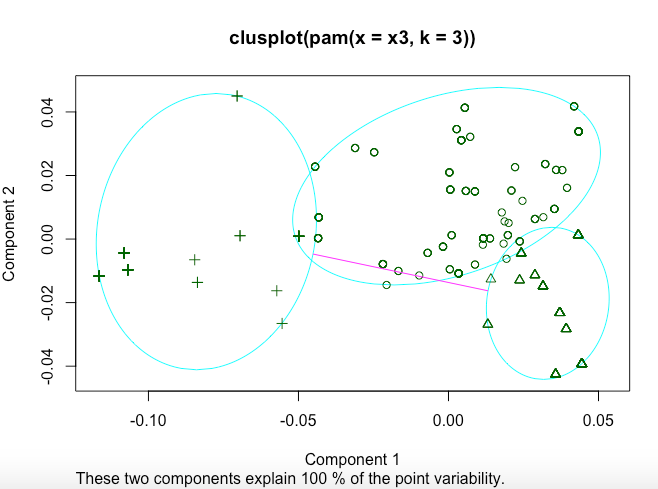 clusplot(pam(x = x3, k = 3))
Component 2
0.04
0.02
0.00
-0.02
-0.04
-0.10 -0.05 0.00 0.05
Component 1
These two components explain 100 % of the point variability.